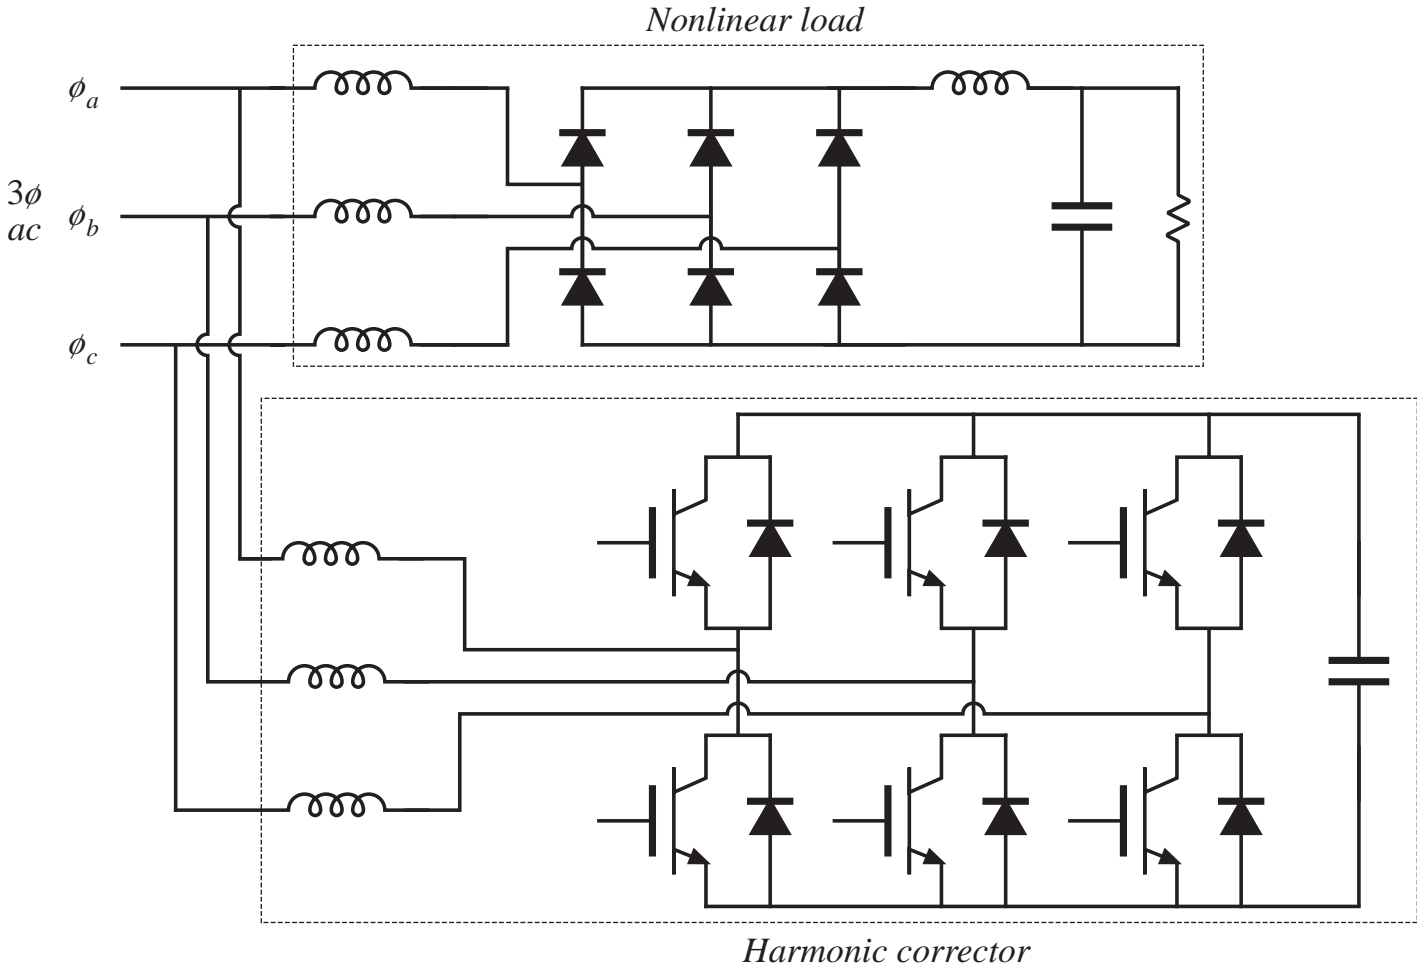 Nonlinear load
ϕa
3ϕ
ac
ϕb
ϕc
Harmonic corrector